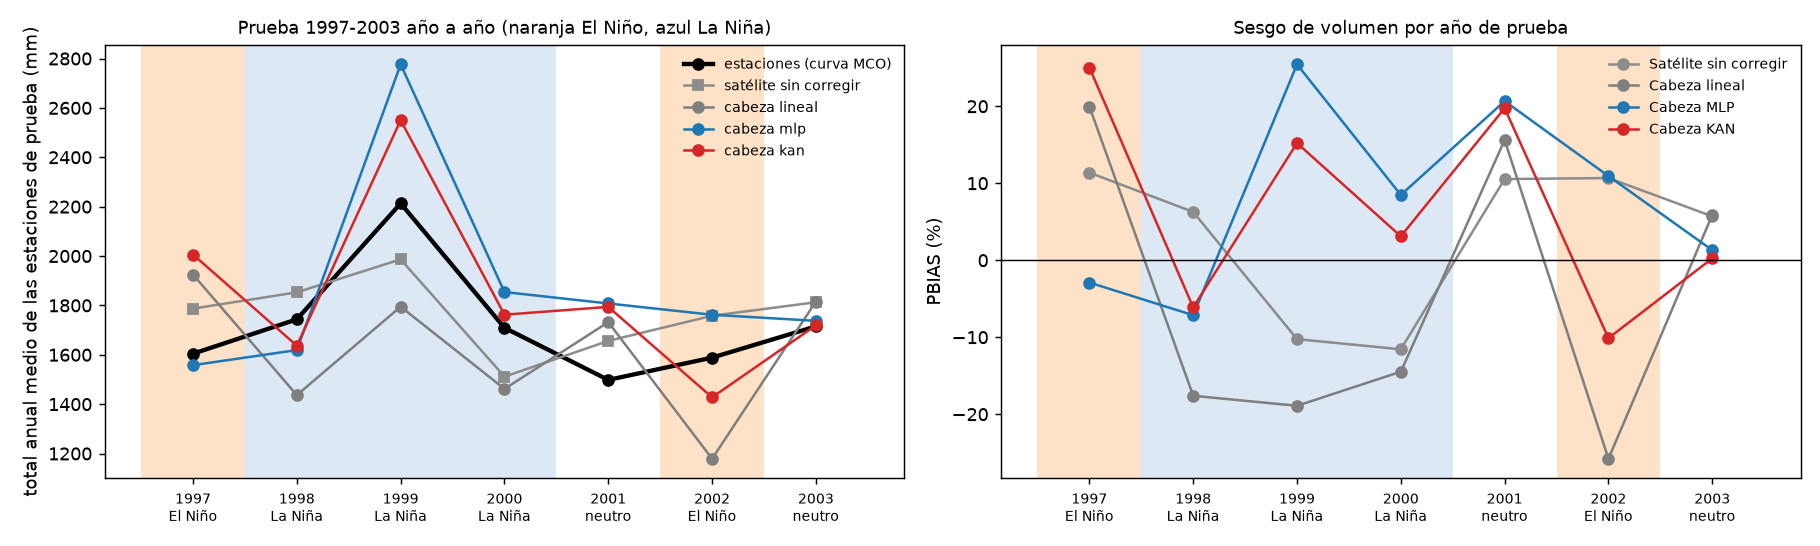 Prueba 1997-2003 año a año (naranja El Niño, azul La Niña)
total anual medio de las estaciones de prueba (mm)
2800
2600
2400
2200
2000
1800
1600
1400
1200
estaciones (curva MCO)
satélite sin corregir
cabeza lineal
cabeza mlp
cabeza kan
1997 1998 1999 2000 2001 2002 2003
El Niño La Niña La Niña La Niña neutro El Niño neutro
Sesgo de volumen por año de prueba
PBIAS (%)
20
10
0
−10
−20
Satélite sin corregir
Cabeza lineal
Cabeza MLP
Cabeza KAN
1997 1998 1999 2000 2001 2002 2003
El Niño La Niña La Niña La Niña neutro El Niño neutro